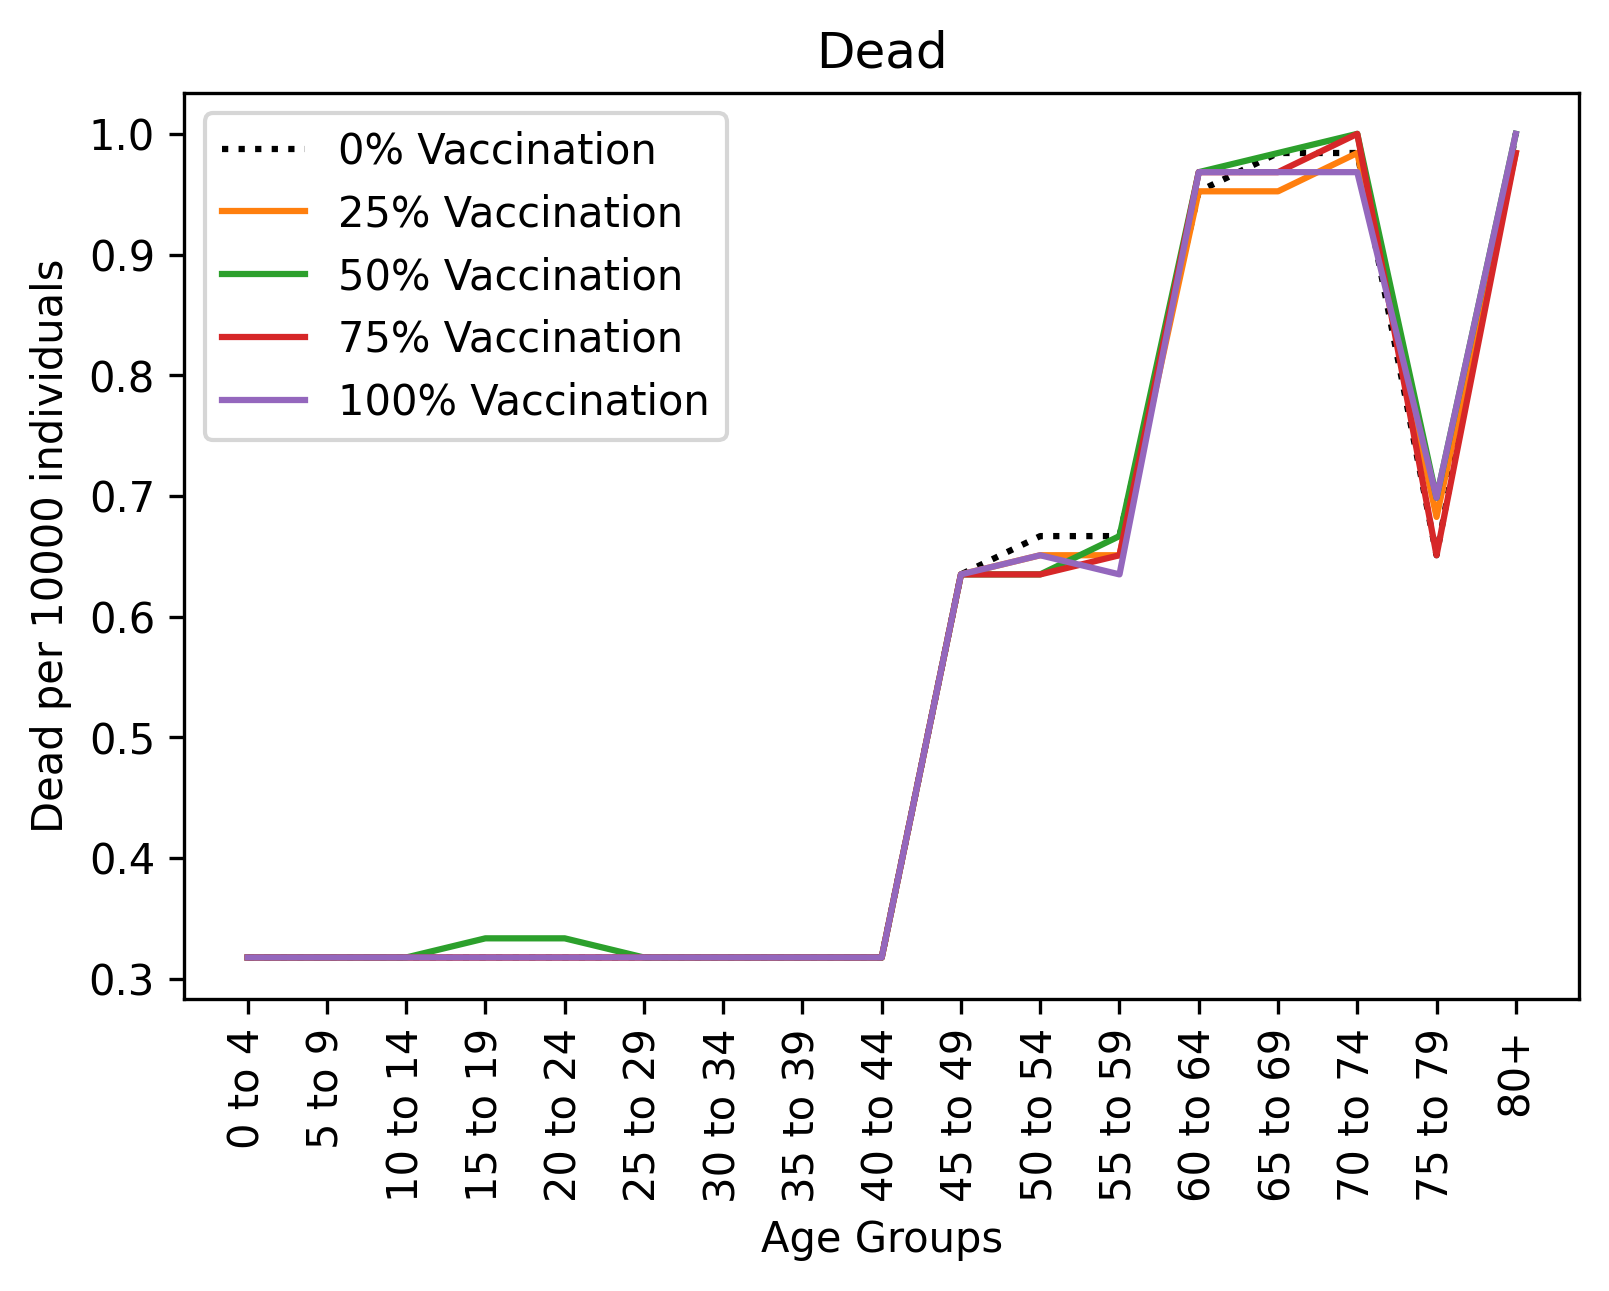 Dead
1.0
0.9
0.8
0.7
0.6
0.5
0.4
0.3
Dead per 10000 individuals
0% Vaccination
25% Vaccination
50% Vaccination
75% Vaccination
100% Vaccination
0 to 4
5 to 9
10 to 14
15 to 19
20 to 24
25 to 29
30 to 34
35 to 39
40 to 44
45 to 49
50 to 54
55 to 59
60 to 64
65 to 69
70 to 74
75 to 79
80+
Age Groups